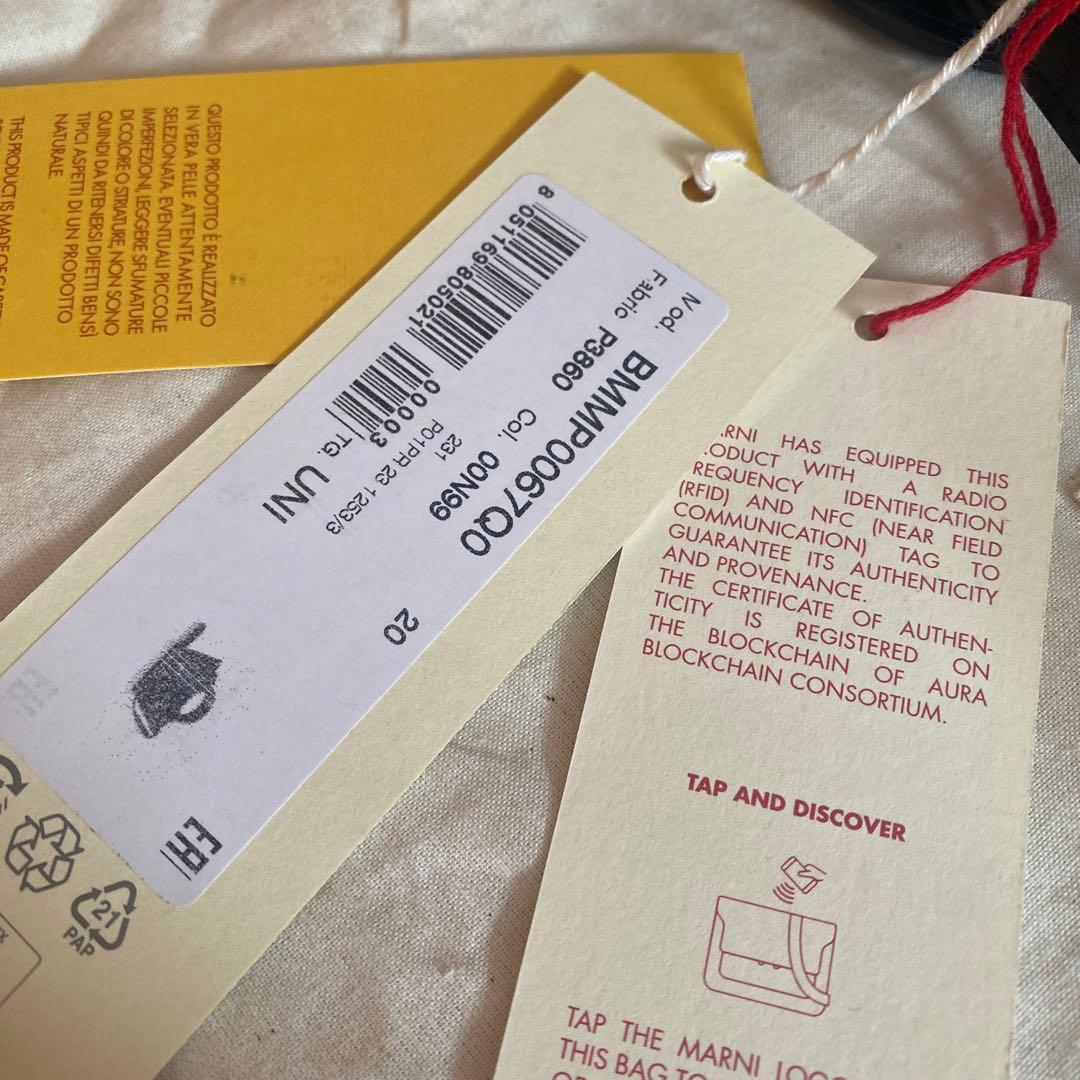 QUESTO PRODOTTO È REALIZZATO
IN VERA PELLE ATTENTAMENTE
SELEZIONATA. EVENTUALI PICCOLE
IMPERFEZIONI, LEGGERE SFUMATURE
DI COLORE O STRIATURE, NON SONO
QUINDI DA RITENERSI DIFETTI BENSÌ
TIPICI ASPETTI DI UN PRODOTTO
NATURALE.
THIS PRODUCT IS MADE OF
Mod. BMMP0067Q0
Fabric P3860 Col. 00N99
8 051169 805021
231
P01PR 23 1253/3
00003
TG. UNI
20
EAC
21
PAP
RNI HAS EQUIPPED THIS
ODUCT WITH A RADIO
REQUENCY IDENTIFICATION
(RFID) AND NFC (NEAR FIELD
COMMUNICATION) TAG TO
GUARANTEE ITS AUTHENTICITY
AND PROVENANCE.
THE CERTIFICATE OF AUTHEN-
TICITY IS REGISTERED ON
THE BLOCKCHAIN OF AURA
BLOCKCHAIN CONSORTIUM.
TAP AND DISCOVER
TAP THE MARNI LOGO
THIS BAG TO